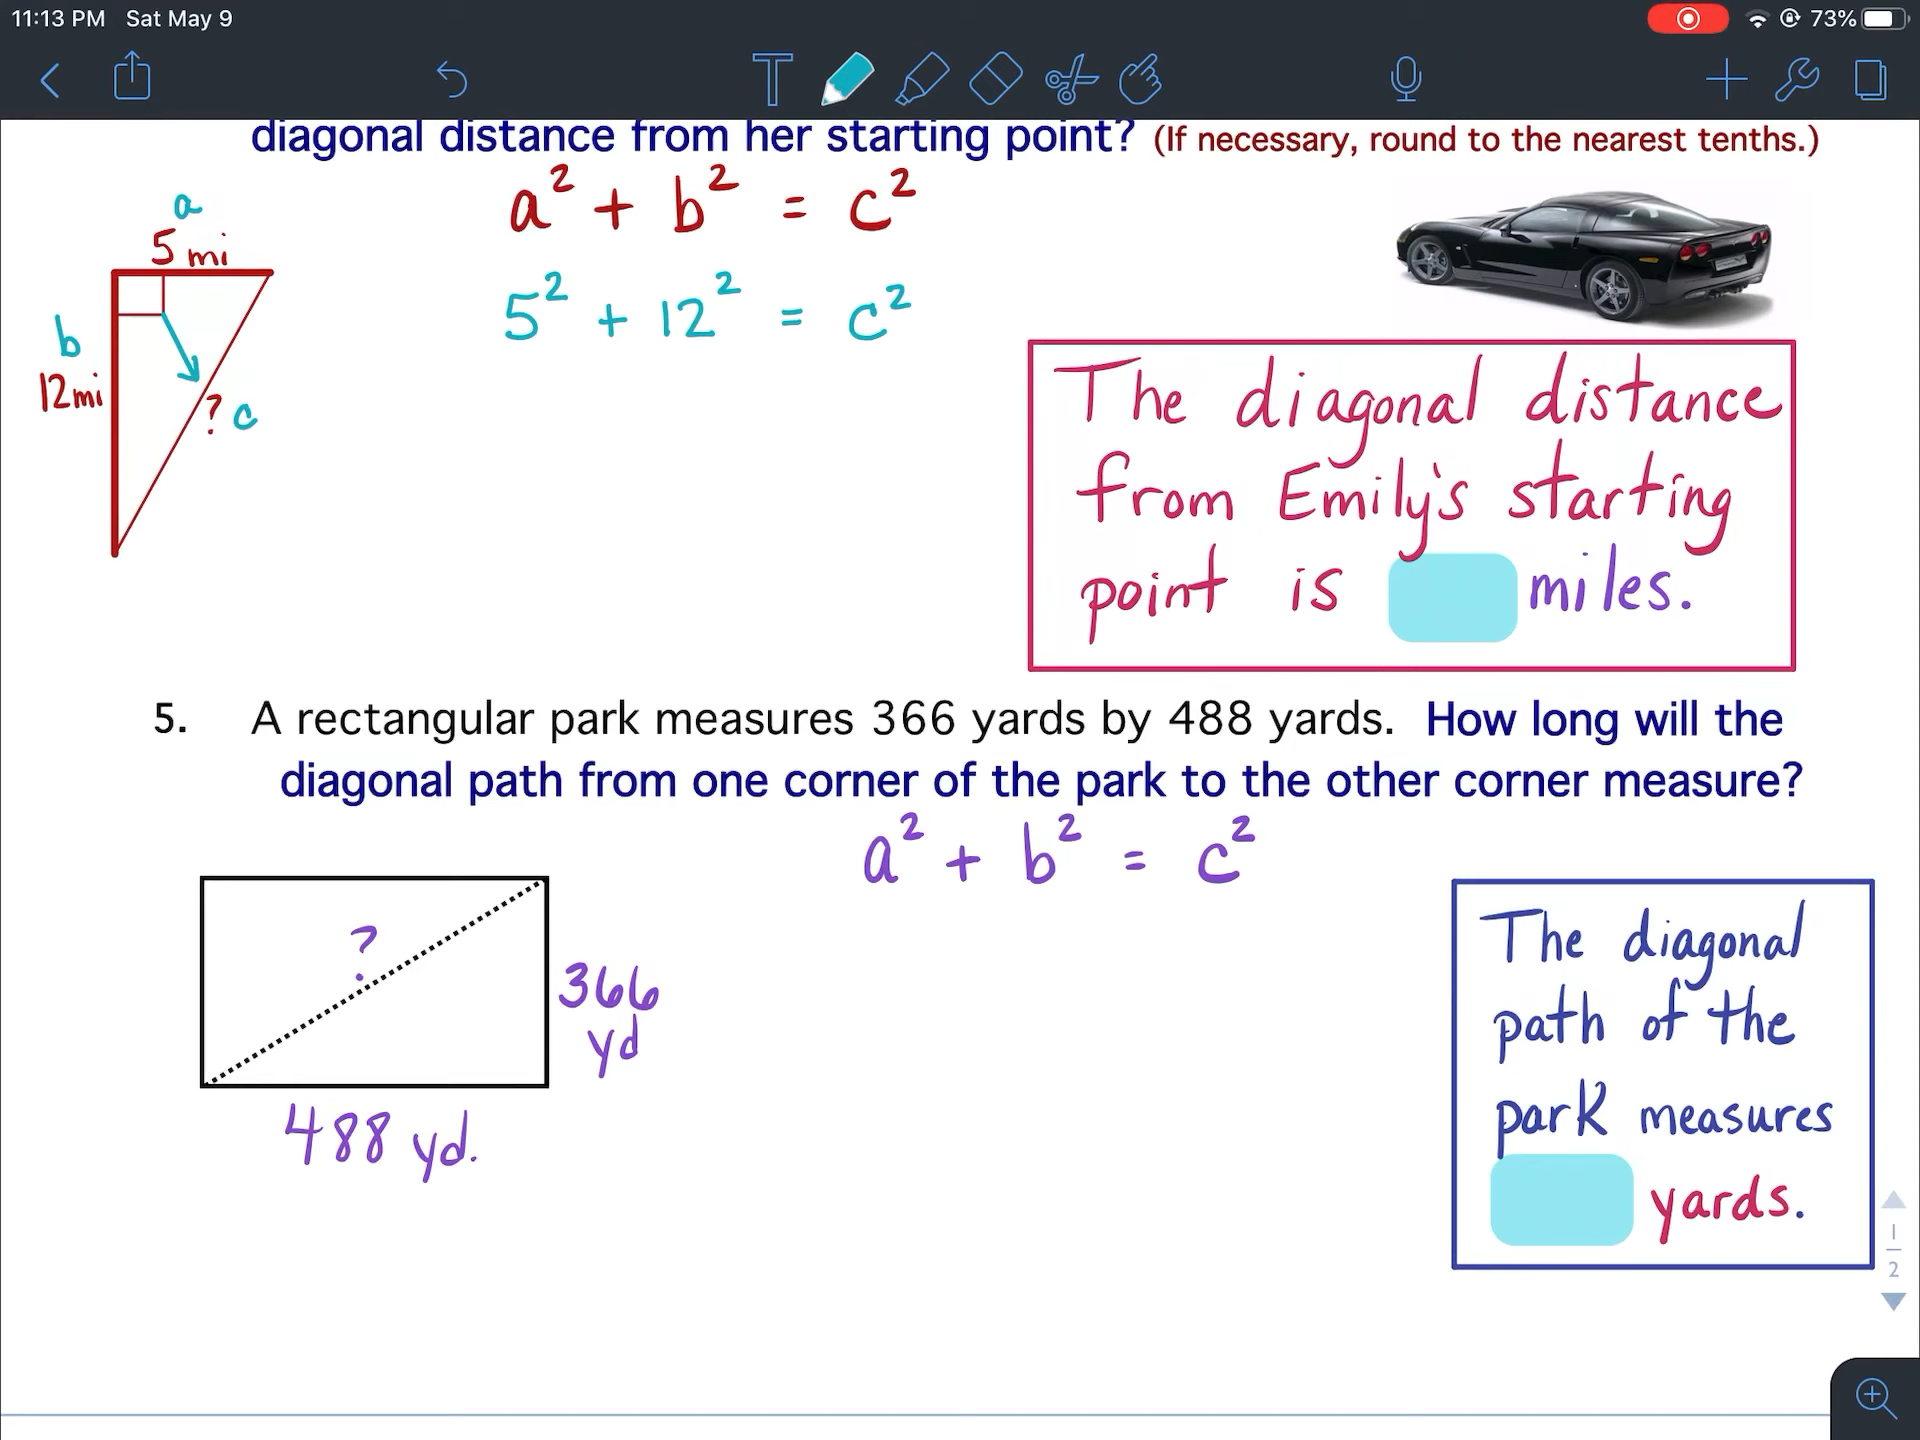 11:13 PM Sat May 9 73%
diagonal distance from her starting point? (If necessary, round to the nearest tenths.)
a² + b² = c²
a
5 mi
5² + 12² = c²
b
12mi
? c
The diagonal distance
from Emily's starting
point is miles.
5. A rectangular park measures 366 yards by 488 yards. How long will the
diagonal path from one corner of the park to the other corner measure?
a² + b² = c²
?
366
yd
488 yd.
The diagonal
path of the
park measures
yards.
1
2